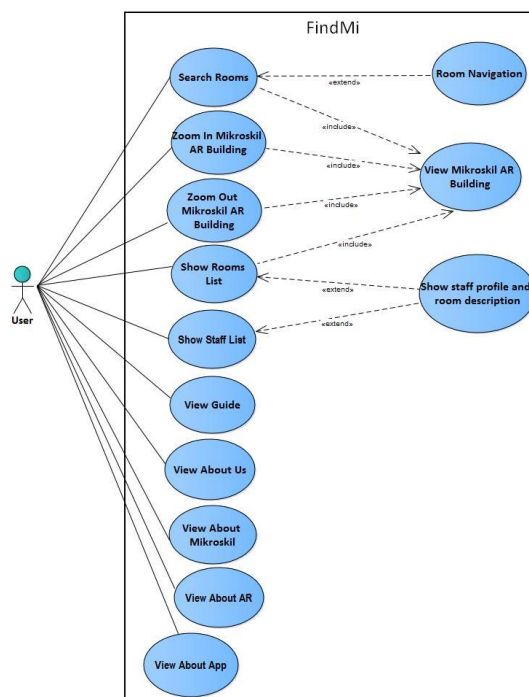 FindMi
Search Rooms
«extend»
Room Navigation
«include»
Zoom In Mikroskil
AR Building
«include»
View Mikroskil AR
Building
Zoom Out
Mikroskil AR
Building
«include»
Show Rooms
List
«include»
«extend»
Show staff profile and
room description
User
Show Staff List
«extend»
View Guide
View About Us
View About
Mikroskil
View About AR
View About App